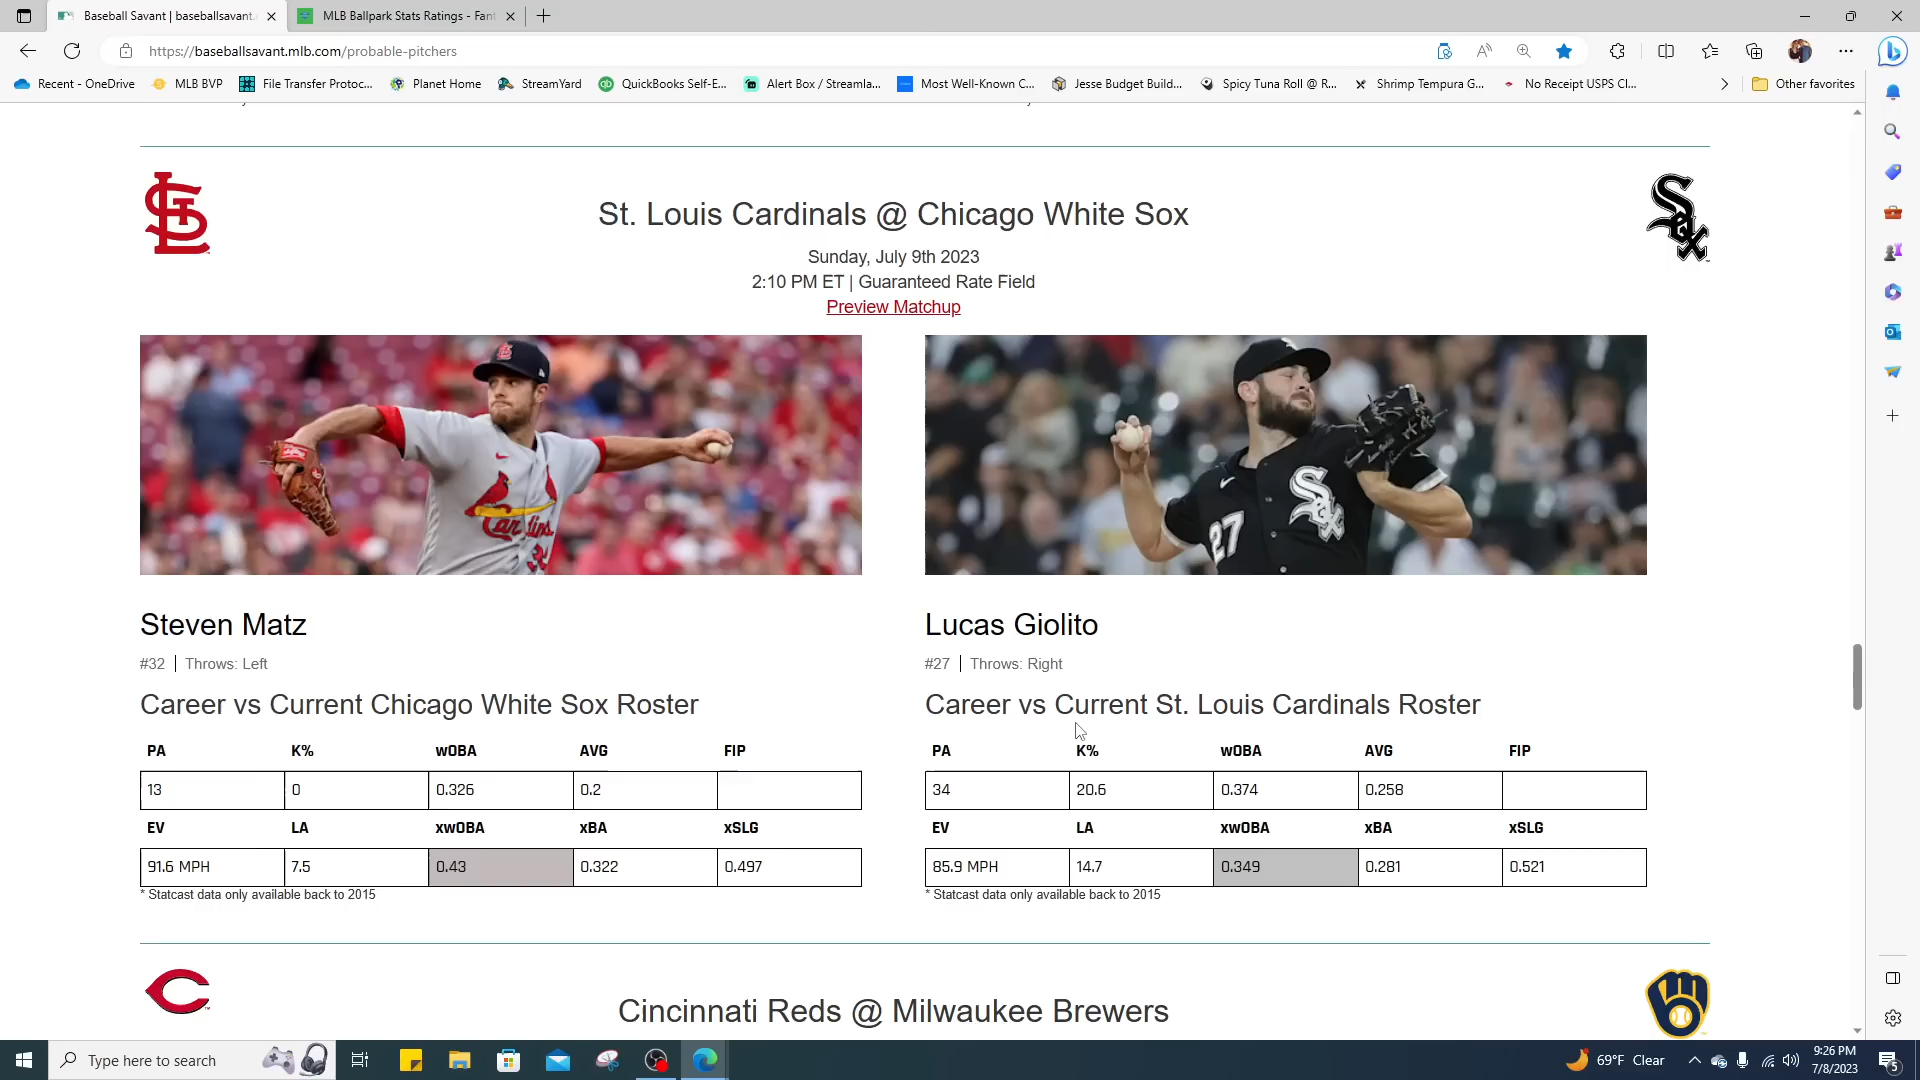 Baseball Savant | baseballsavant.
MLB Ballpark Stats Ratings - Fant
https://baseballsavant.mlb.com/probable-pitchers
Recent - OneDrive
MLB BVP
File Transfer Protoc...
Planet Home
StreamYard
QuickBooks Self-E...
Alert Box / Streamla...
Most Well-Known C...
Jesse Budget Build...
Spicy Tuna Roll @ R...
Shrimp Tempura G...
No Receipt USPS Cl...
Other favorites
St. Louis Cardinals @ Chicago White Sox
Sunday, July 9th 2023
2:10 PM ET | Guaranteed Rate Field
Preview Matchup
Cardinals
27
Sox
Steven Matz
Lucas Giolito
#32 | Throws: Left
#27 | Throws: Right
Career vs Current Chicago White Sox Roster
Career vs Current St. Louis Cardinals Roster
PA K% wOBA AVG FIP
PA K% wOBA AVG FIP
13 0 0.326 0.2
34 20.6 0.374 0.258
EV LA xwOBA xBA xSLG
EV LA xwOBA xBA xSLG
91.6 MPH 7.5 0.43 0.322 0.497
85.9 MPH 14.7 0.349 0.281 0.521
* Statcast data only available back to 2015
* Statcast data only available back to 2015
Cincinnati Reds @ Milwaukee Brewers
Type here to search
69°F Clear
9:26 PM
7/8/2023
5